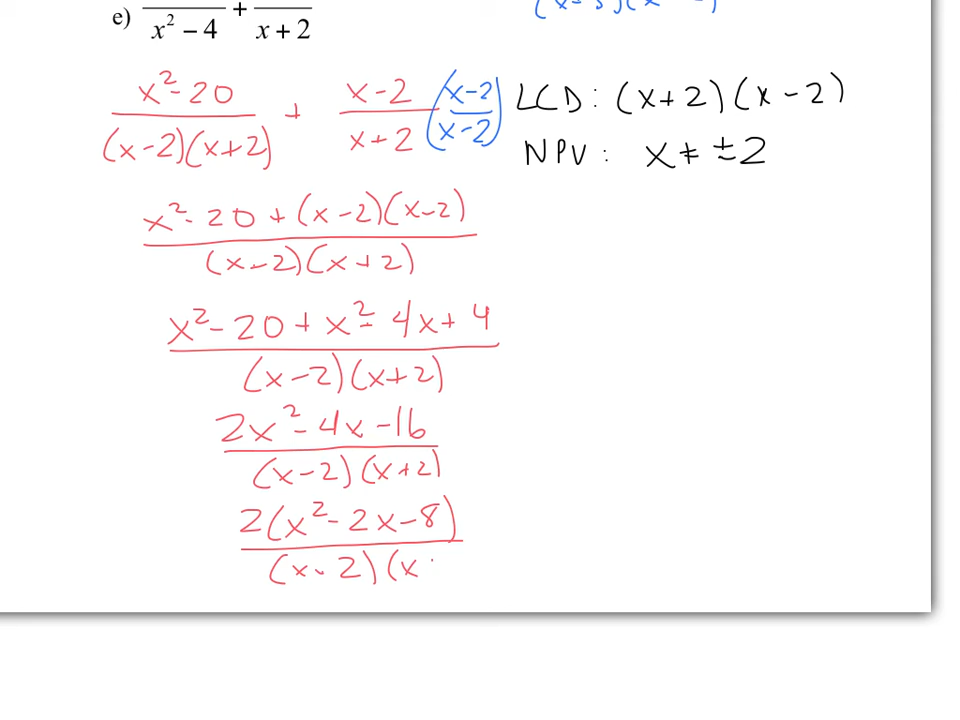 e) x² − 4 + x + 2
x² - 20 / (x-2)(x+2) + x-2 / x+2 (x-2 / x-2) LCD: (x+2)(x-2)
NPV: x ≠ ±2
x² - 20 + (x-2)(x-2) / (x-2)(x+2)
x² - 20 + x² - 4x + 4 / (x-2)(x+2)
2x² - 4x - 16 / (x-2)(x+2)
2(x² - 2x - 8) / (x-2)(x